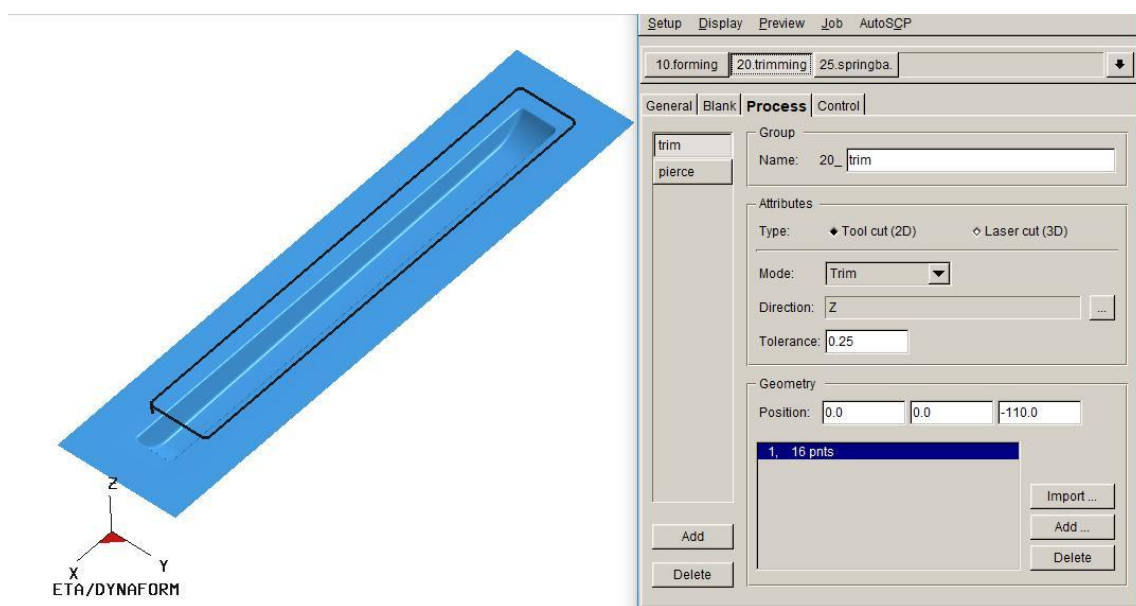 Setup Display Preview Job AutoSCP
10.forming 20.trimming 25.springba.
General Blank Process Control
trim
pierce
Add
Delete
Group
Name: 20_ trim
Attributes
Type: Tool cut (2D) Laser cut (3D)
Mode: Trim
Direction: Z ...
Tolerance: 0.25
Geometry
Position: 0.0 0.0 -110.0
1, 16 pnts
Import ...
Add ...
Delete
Z
X Y
ETA/DYNAFORM